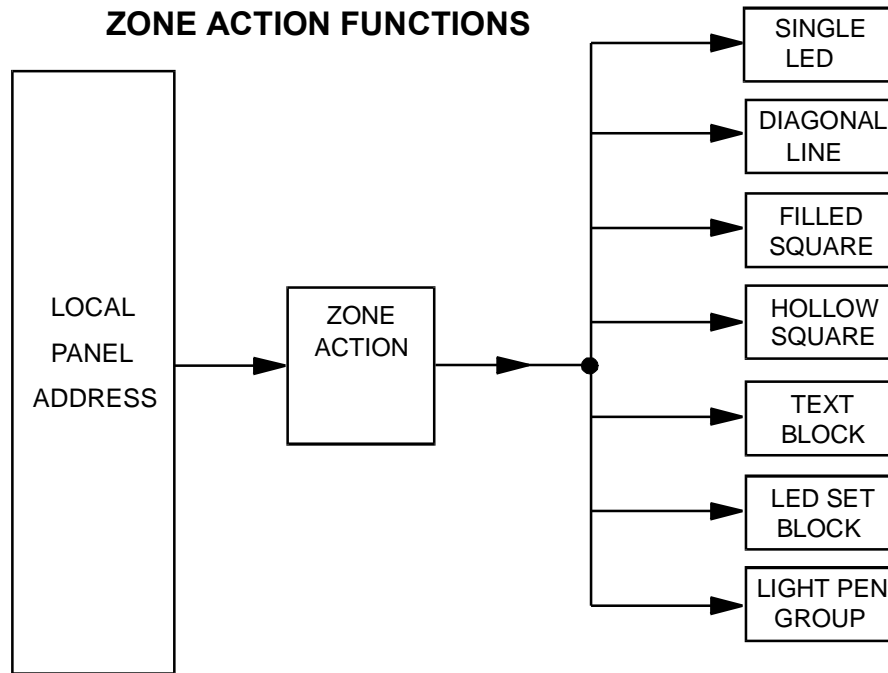 ZONE ACTION FUNCTIONS
LOCAL
PANEL
ADDRESS
ZONE
ACTION
SINGLE
LED
DIAGONAL
LINE
FILLED
SQUARE
HOLLOW
SQUARE
TEXT
BLOCK
LED SET
BLOCK
LIGHT PEN
GROUP